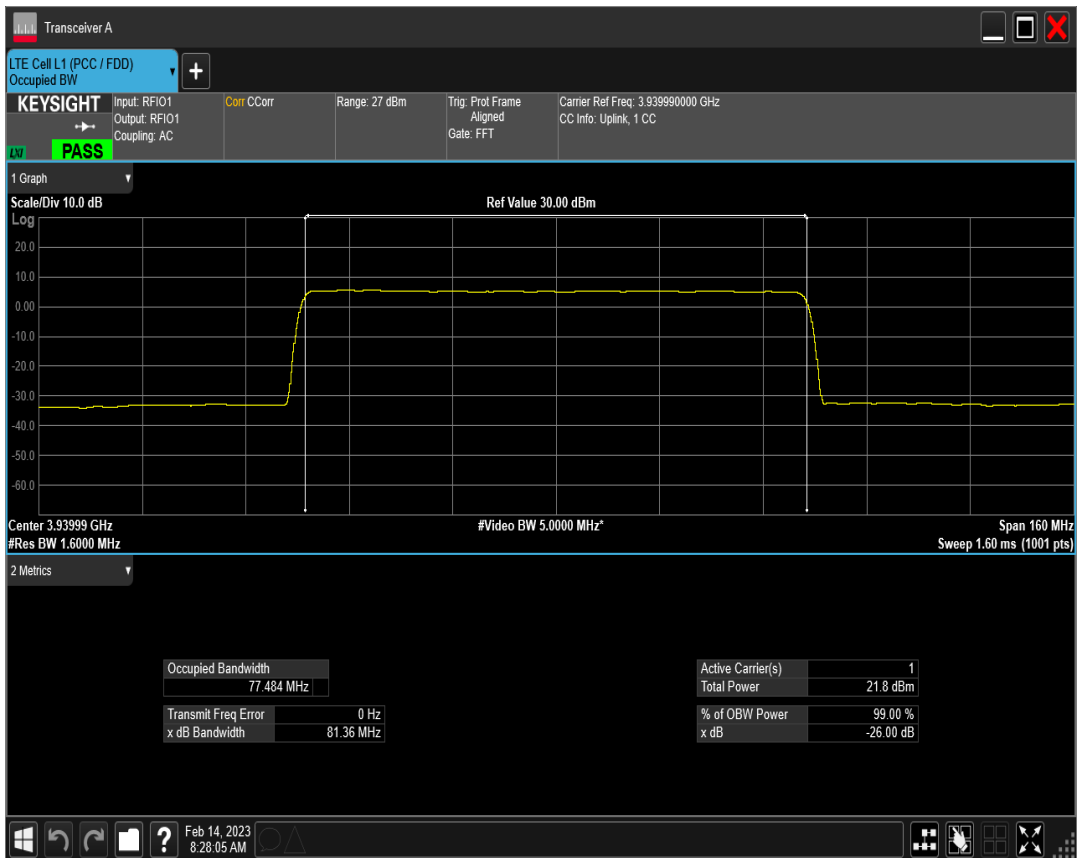 Transceiver A
LTE Cell L1 (PCC / FDD)
Occupied BW
+
KEYSIGHT
LXI
PASS
Input: RFIO1
Output: RFIO1
Coupling: AC
Corr CCorr
Range: 27 dBm
Trig: Prot Frame
Aligned
Gate: FFT
Carrier Ref Freq: 3.939990000 GHz
CC Info: Uplink, 1 CC
1 Graph
Scale/Div 10.0 dB
Ref Value 30.00 dBm
Log
20.0
10.0
0.00
-10.0
-20.0
-30.0
-40.0
-50.0
-60.0
Center 3.93999 GHz
#Video BW 5.0000 MHz*
Span 160 MHz
#Res BW 1.6000 MHz
Sweep 1.60 ms (1001 pts)
2 Metrics
Occupied Bandwidth
77.484 MHz
Transmit Freq Error 0 Hz
x dB Bandwidth 81.36 MHz
Active Carrier(s) 1
Total Power 21.8 dBm
% of OBW Power 99.00 %
x dB -26.00 dB
?
Feb 14, 2023
8:28:05 AM